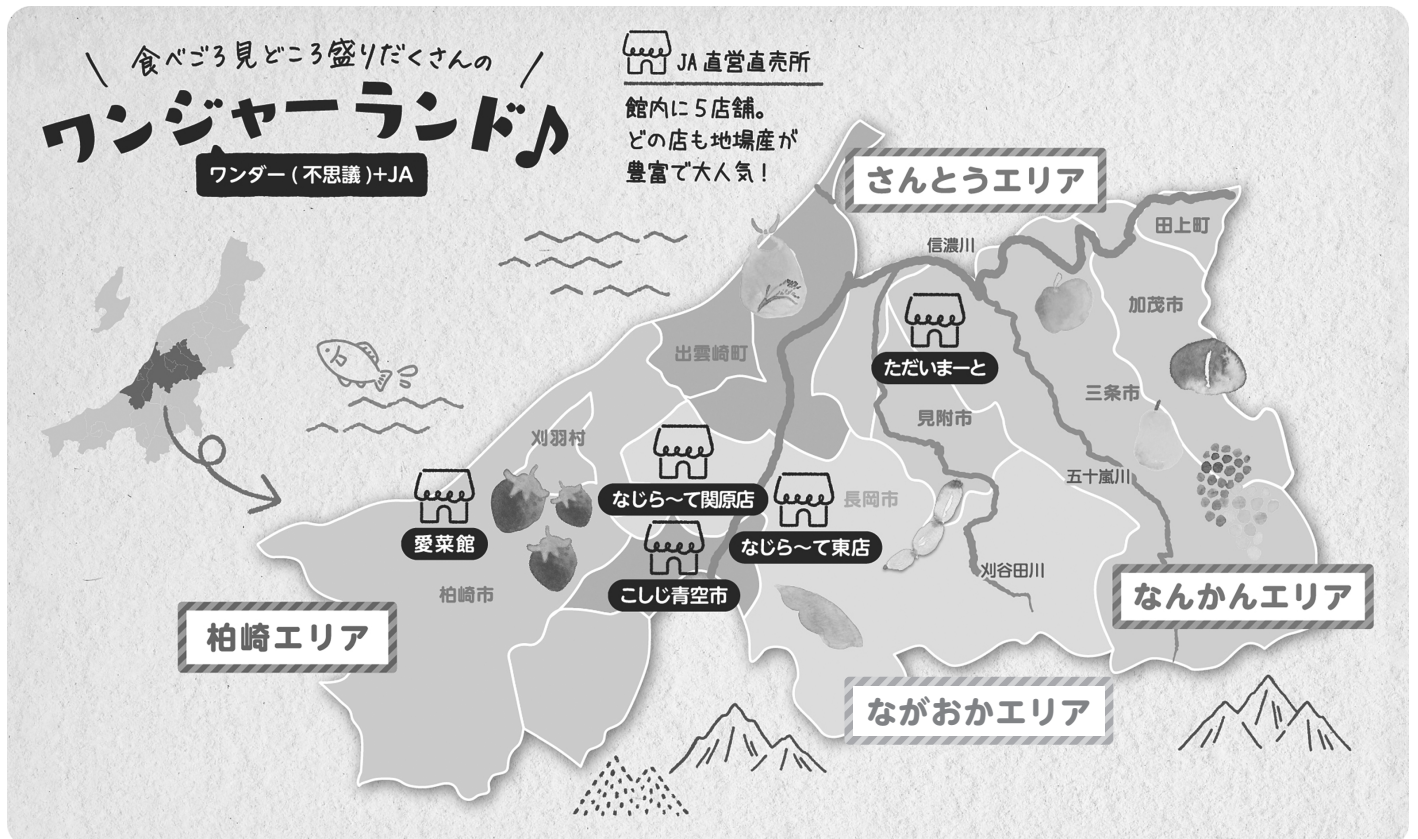 食べごろ見どころ盛りだくさんの
ワンジャーランド♪
ワンダー(不思議)+JA
JA直営直売所
館内に5店舗。
どの店も地場産が
豊富で大人気!
さんとうエリア
田上町
信濃川
加茂市
出雲崎町
ただいまーと
三条市
見附市
刈羽村
五十嵐川
なじら〜て関原店
長岡市
愛菜館
なじら〜て東店
刈谷田川
柏崎市
こしじ青空市
なんかんエリア
柏崎エリア
ながおかエリア